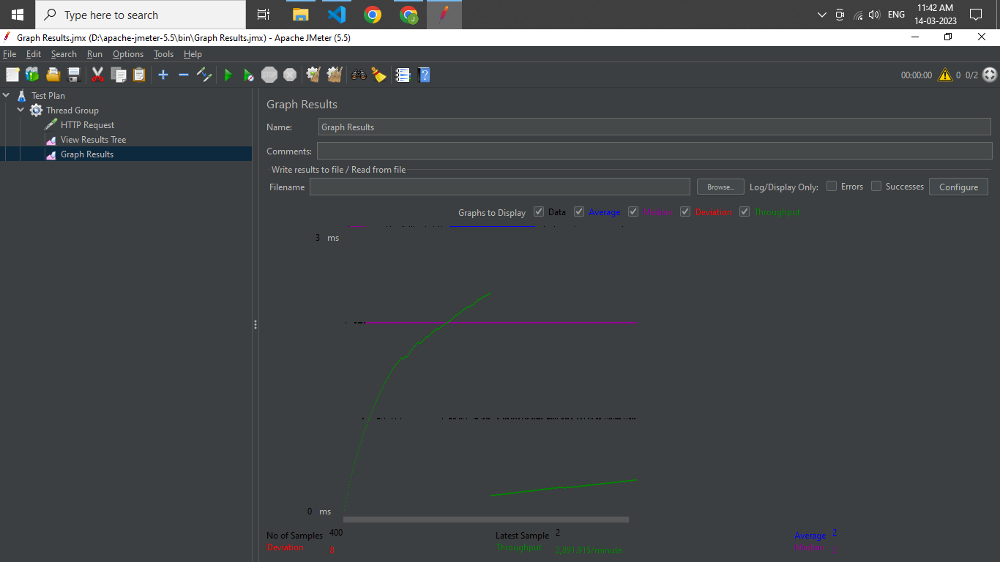 Type here to search
ENG
11:42 AM
14-03-2023
Graph Results.jmx (D:\apache-jmeter-5.5\bin\Graph Results.jmx) - Apache JMeter (5.5)
File Edit Search Run Options Tools Help
STOP
00:00:00 0 0/2
Test Plan
Thread Group
HTTP Request
View Results Tree
Graph Results
Graph Results
Name: Graph Results
Comments:
Write results to file / Read from file
Filename Browse... Log/Display Only: Errors Successes Configure
Graphs to Display Data Average Median Deviation Throughput
3 ms
0 ms
No of Samples 400 Latest Sample 2 Average 2
Deviation 8 Throughput 2,891.915/minute Median